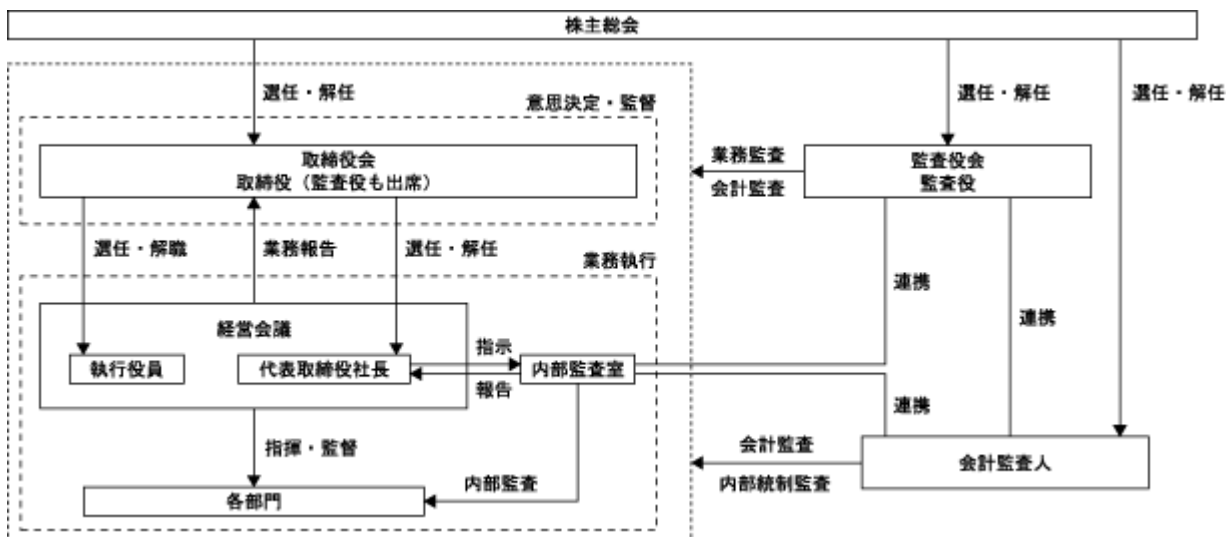 株主総会
選任・解任
選任・解任
選任・解任
意思決定・監督
取締役会
取締役（監査役も出席）
業務監査
会計監査
監査役会
監査役
選任・解職
業務報告
選任・解任
業務執行
連携
連携
経営会議
執行役員
代表取締役社長
指示
報告
内部監査室
連携
指揮・監督
会計監査
内部統制監査
会計監査人
内部監査
各部門